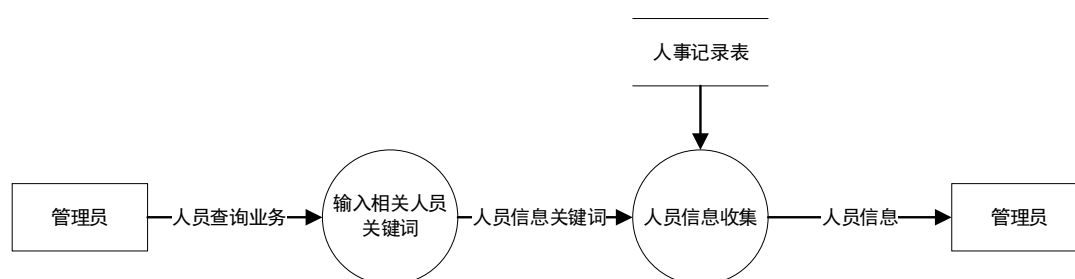 人事记录表
管理员
人员查询业务
输入相关人员
关键词
人员信息关键词
人员信息收集
人员信息
管理员